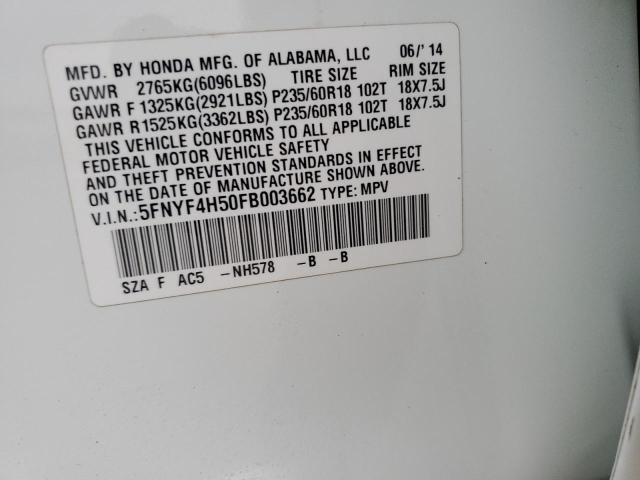 MFD. BY HONDA MFG. OF ALABAMA, LLC 06/'14
GVWR 2765KG(6096LBS) TIRE SIZE RIM SIZE
GAWR F 1325KG(2921LBS) P235/60R18 102T 18X7.5J
GAWR R1525KG(3362LBS) P235/60R18 102T 18X7.5J
THIS VEHICLE CONFORMS TO ALL APPLICABLE
FEDERAL MOTOR VEHICLE SAFETY
AND THEFT PREVENTION STANDARDS IN EFFECT
ON THE DATE OF MANUFACTURE SHOWN ABOVE.
V.I.N.:5FNYF4H50FB003662 TYPE: MPV
SZA F AC5 -NH578 -B -B